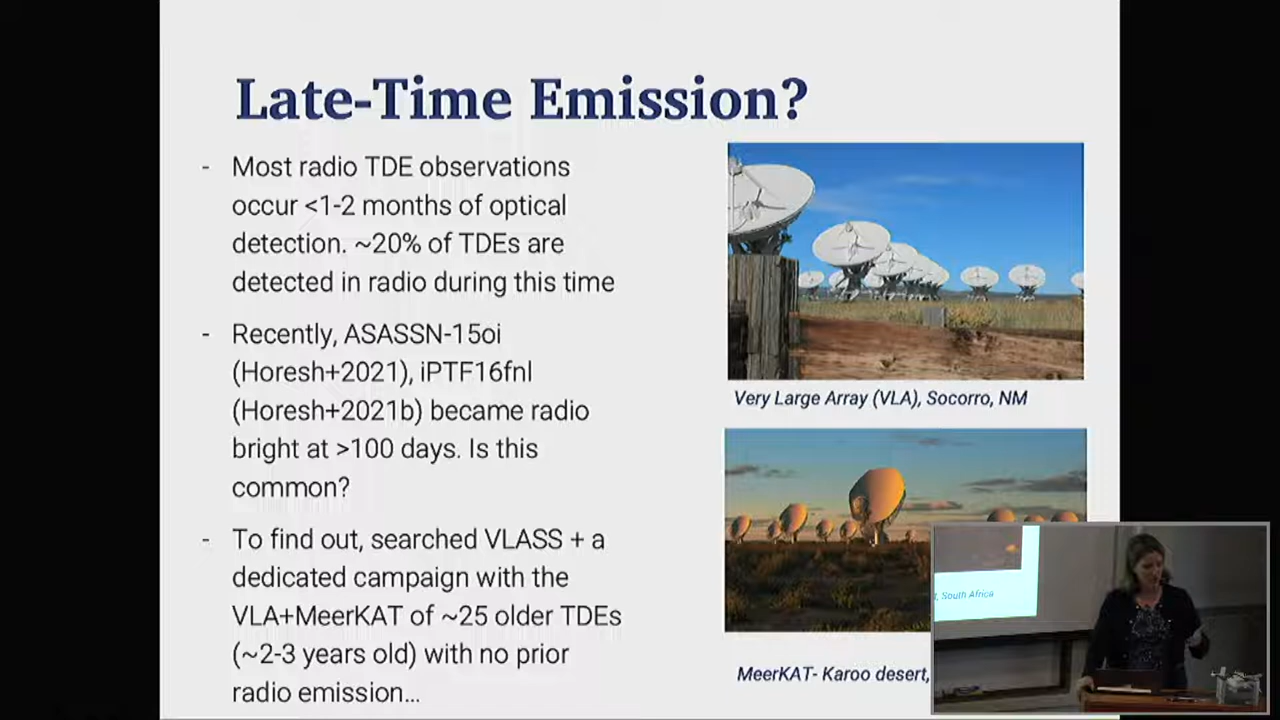 Late-Time Emission?
- Most radio TDE observations
occur <1-2 months of optical
detection. ~20% of TDEs are
detected in radio during this time
- Recently, ASASSN-15oi
(Horesh+2021), iPTF16fnl
(Horesh+2021b) became radio
bright at >100 days. Is this
common?
- To find out, searched VLASS + a
dedicated campaign with the
VLA+MeerKAT of ~25 older TDEs
(~2-3 years old) with no prior
radio emission...
Very Large Array (VLA), Socorro, NM
MeerKAT- Karoo desert,
, South Africa